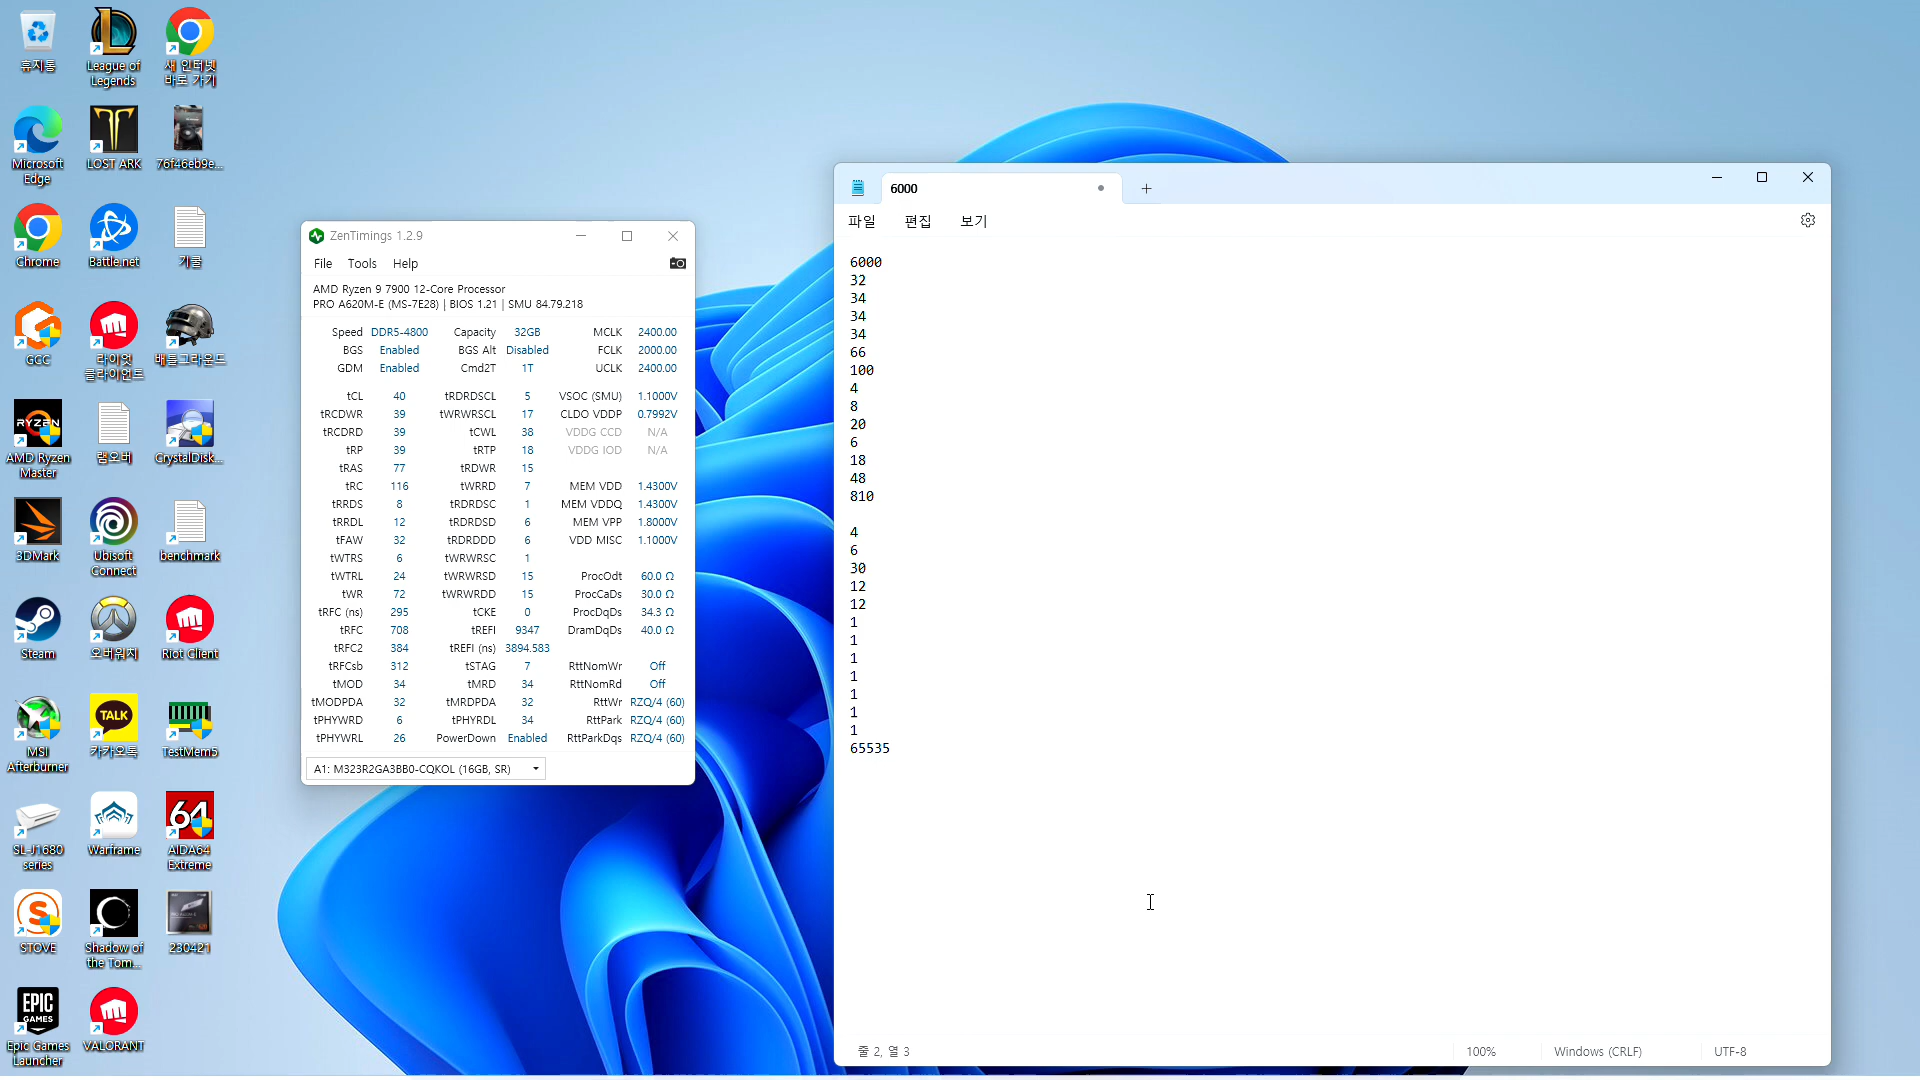 휴지통
League of
Legends
새 인터넷
바로 가기
Microsoft
Edge
LOST ARK
76f46eb9e...
Chrome
Battle.net
기쿨
GCC
라이엇
클라이언트
배틀그라운드
AMD Ryzen
Master
램오버
CrystalDisk...
3DMark
Ubisoft
Connect
benchmark
Steam
오버워치
Riot Client
MSI
Afterburner
TALK
카카오톡
TestMem5
SL-J1680
series
Warframe
64
AIDA64
Extreme
STOVE
Shadow of
the Tom...
230421
EPIC
GAMES
Epic Games
Launcher
VALORANT
RYZEN
ZenTimings 1.2.9
File Tools Help
AMD Ryzen 9 7900 12-Core Processor
PRO A620M-E (MS-7E28) | BIOS 1.21 | SMU 84.79.218
Speed DDR5-4800 Capacity 32GB MCLK 2400.00
BGS Enabled BGS Alt Disabled FCLK 2000.00
GDM Enabled Cmd2T 1T UCLK 2400.00
tCL 40 tRDRDSCL 5 VSOC (SMU) 1.1000V
tRCDWR 39 tWRWRSCL 17 CLDO VDDP 0.7992V
tRCDRD 39 tCWL 38 VDDG CCD N/A
tRP 39 tRTP 18 VDDG IOD N/A
tRAS 77 tRDWR 15
tRC 116 tWRRD 7 MEM VDD 1.4300V
tRRDS 8 tRDRDSC 1 MEM VDDQ 1.4300V
tRRDL 12 tRDRDSD 6 MEM VPP 1.8000V
tFAW 32 tRDRDDD 6 VDD MISC 1.1000V
tWTRS 6 tWRWRSC 1
tWTRL 24 tWRWRSD 15 ProcOdt 60.0 Ω
tWR 72 tWRWRDD 15 ProcCaDs 30.0 Ω
tRFC (ns) 295 tCKE 0 ProcDqDs 34.3 Ω
tRFC 708 tREFI 9347 DramDqDs 40.0 Ω
tRFC2 384 tREFI (ns) 3894.583
tRFCsb 312 tSTAG 7 RttNomWr Off
tMOD 34 tMRD 34 RttNomRd Off
tMODPDA 32 tMRDPDA 32 RttWr RZQ/4 (60)
tPHYWRD 6 tPHYRDL 34 RttPark RZQ/4 (60)
tPHYWRL 26 PowerDown Enabled RttParkDqs RZQ/4 (60)
A1: M323R2GA3BB0-CQKOL (16GB, SR)
6000
파일 편집 보기
6000
32
34
34
34
66
100
4
8
20
6
18
48
810
4
6
30
12
12
1
1
1
1
1
1
1
65535
줄 2, 열 3 100% Windows (CRLF) UTF-8